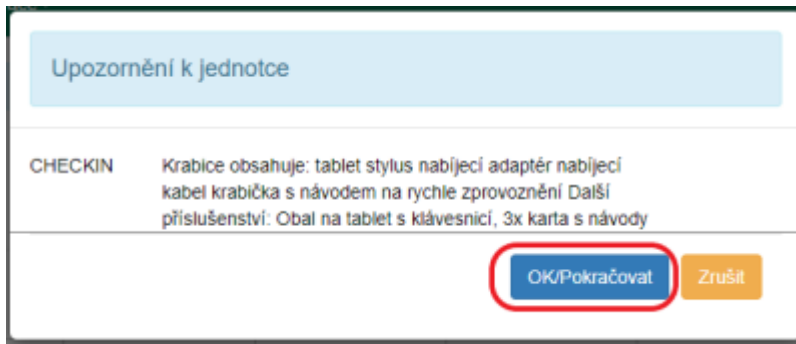 Upozornění k jednotce
CHECKIN Krabice obsahuje: tablet stylus nabíjecí adaptér nabíjecí
kabel krabička s návodem na rychle zprovoznění Další
příslušenství: Obal na tablet s klávesnicí, 3x karta s návody
OK/Pokračovat Zrušit